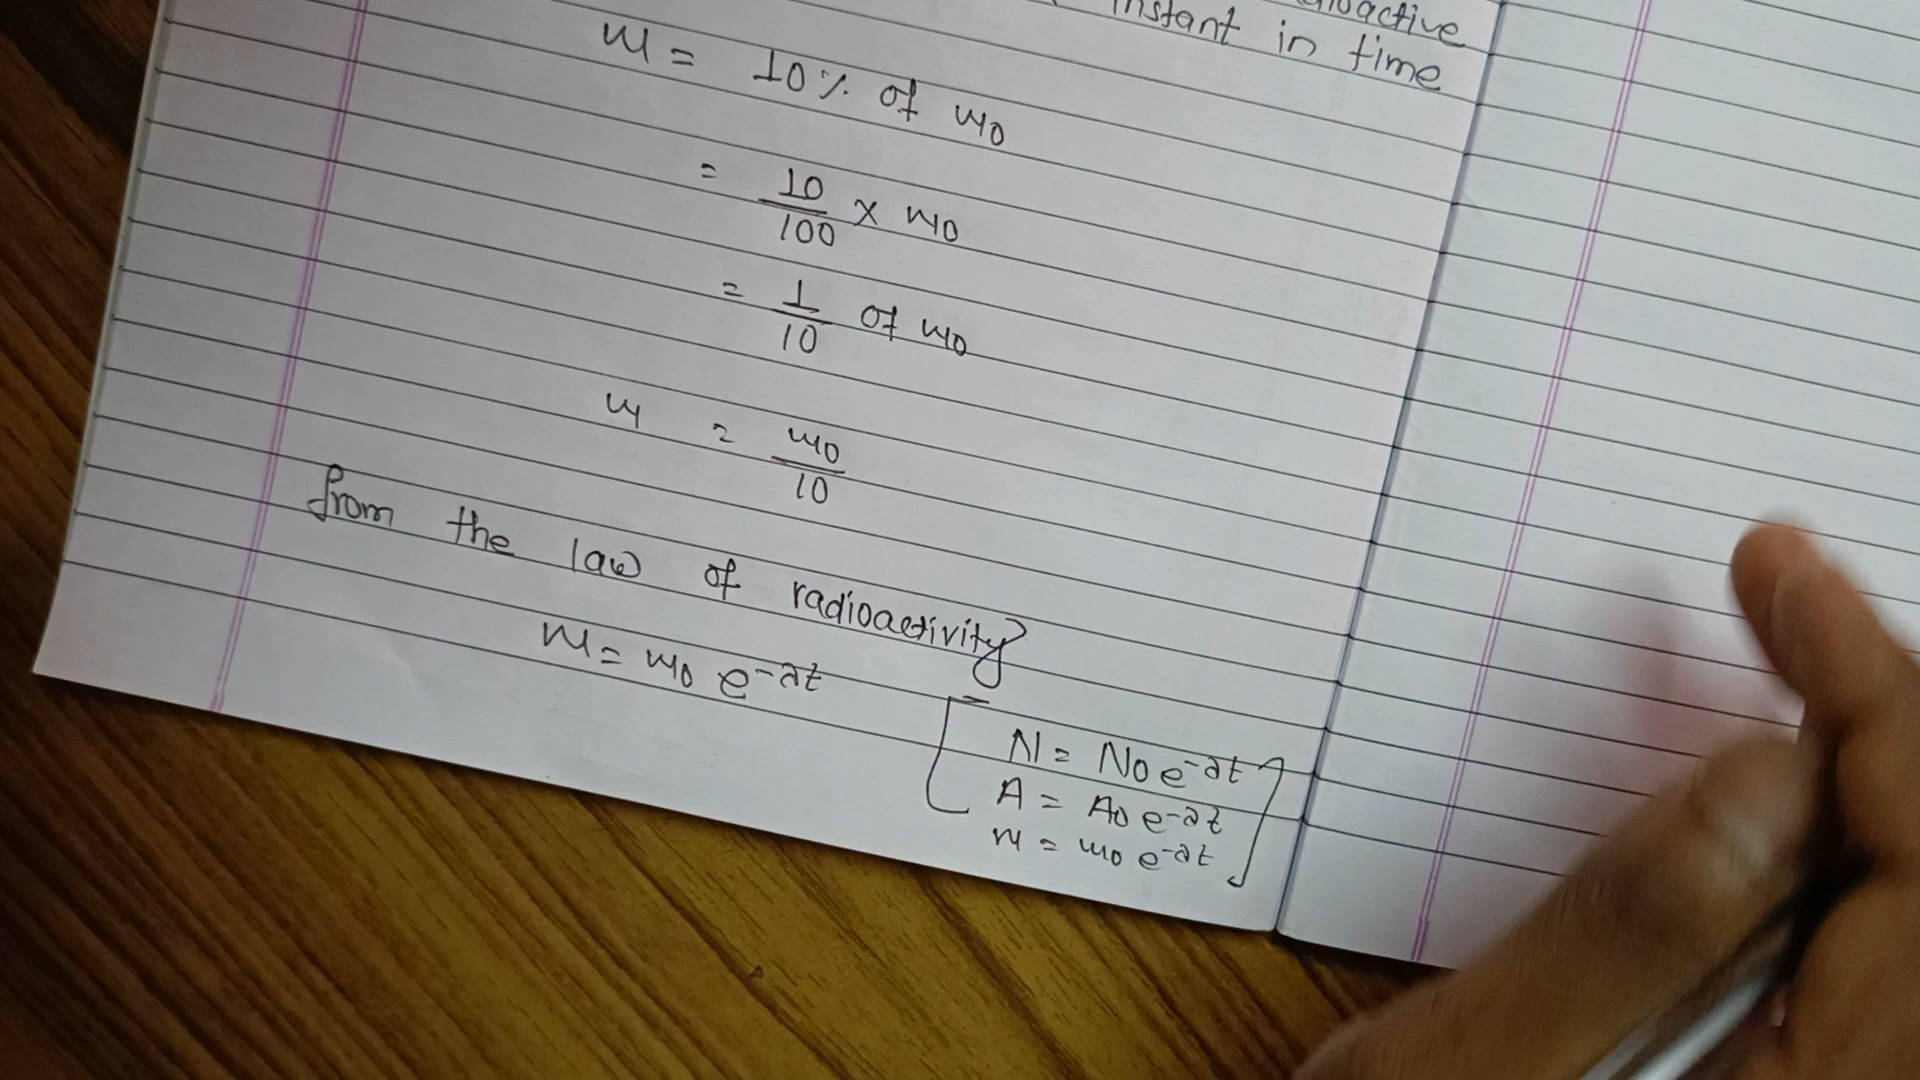 instant in time
m = 10% of m0
= 10/100 x m0
= 1/10 of m0
m = m0/10
from the law of radioactivity
m = m0 e-λt
N = N0 e-λt
A = A0 e-λt
m = m0 e-λt